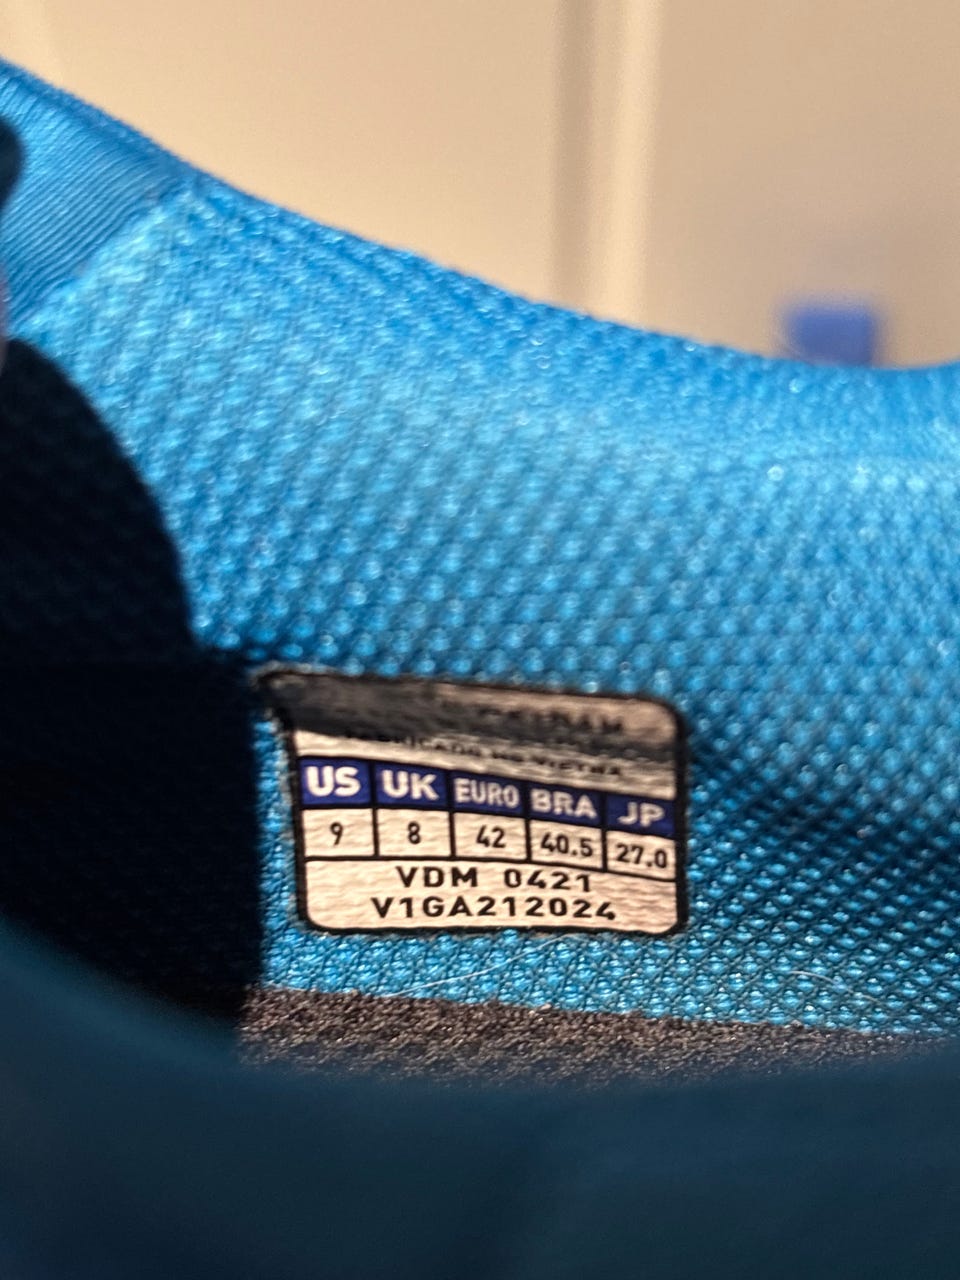 US UK EURO BRA JP
9 8 42 40.5 27.0
VDM 0421
V1GA212024